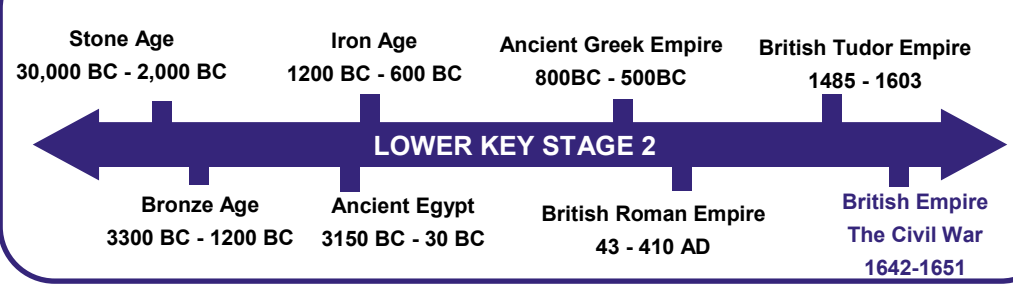 Stone Age
30,000 BC - 2,000 BC
Iron Age
1200 BC - 600 BC
Ancient Greek Empire
800BC - 500BC
British Tudor Empire
1485 - 1603
LOWER KEY STAGE 2
Bronze Age
3300 BC - 1200 BC
Ancient Egypt
3150 BC - 30 BC
British Roman Empire
43 - 410 AD
British Empire
The Civil War
1642-1651